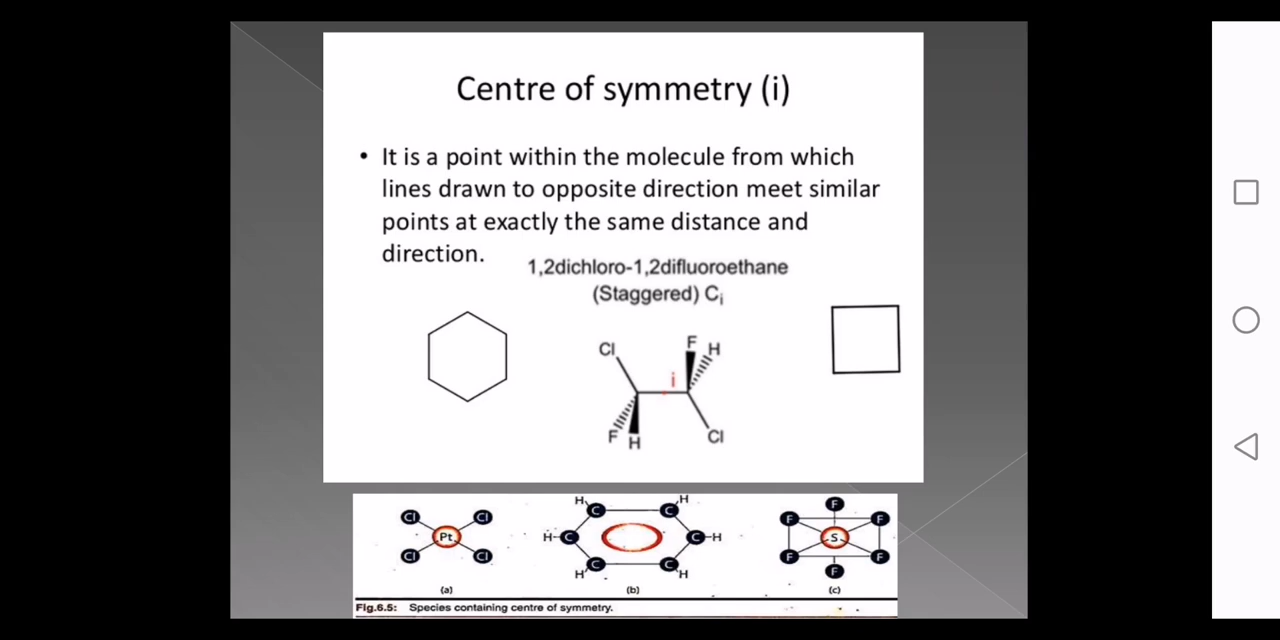 Centre of symmetry (i)
• It is a point within the molecule from which
lines drawn to opposite direction meet similar
points at exactly the same distance and
direction.
1,2dichloro-1,2difluoroethane
(Staggered) Ci
Cl F H
i
F H Cl
Cl Cl
Pt
Cl Cl
(a)
H H
C C
H-C C-H
C C
H H
(b)
F
F F
S
F F
F
(c)
Fig.6.5: Species containing centre of symmetry.